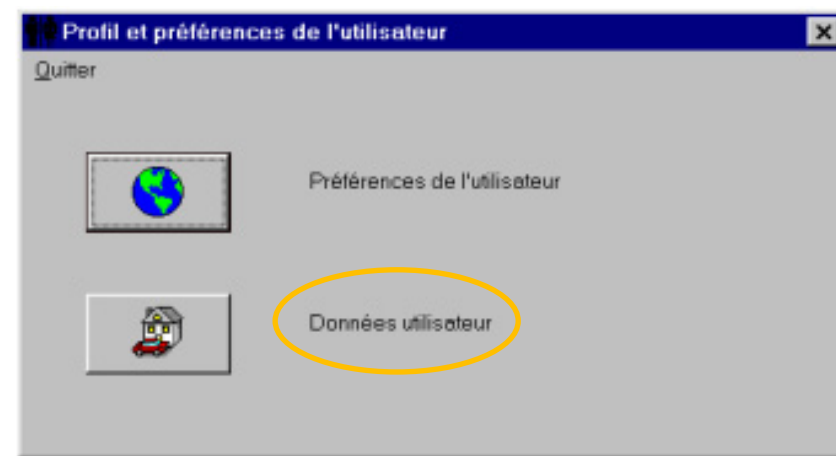 Profil et préférences de l'utilisateur
Quitter
Préférences de l'utilisateur
Données utilisateur